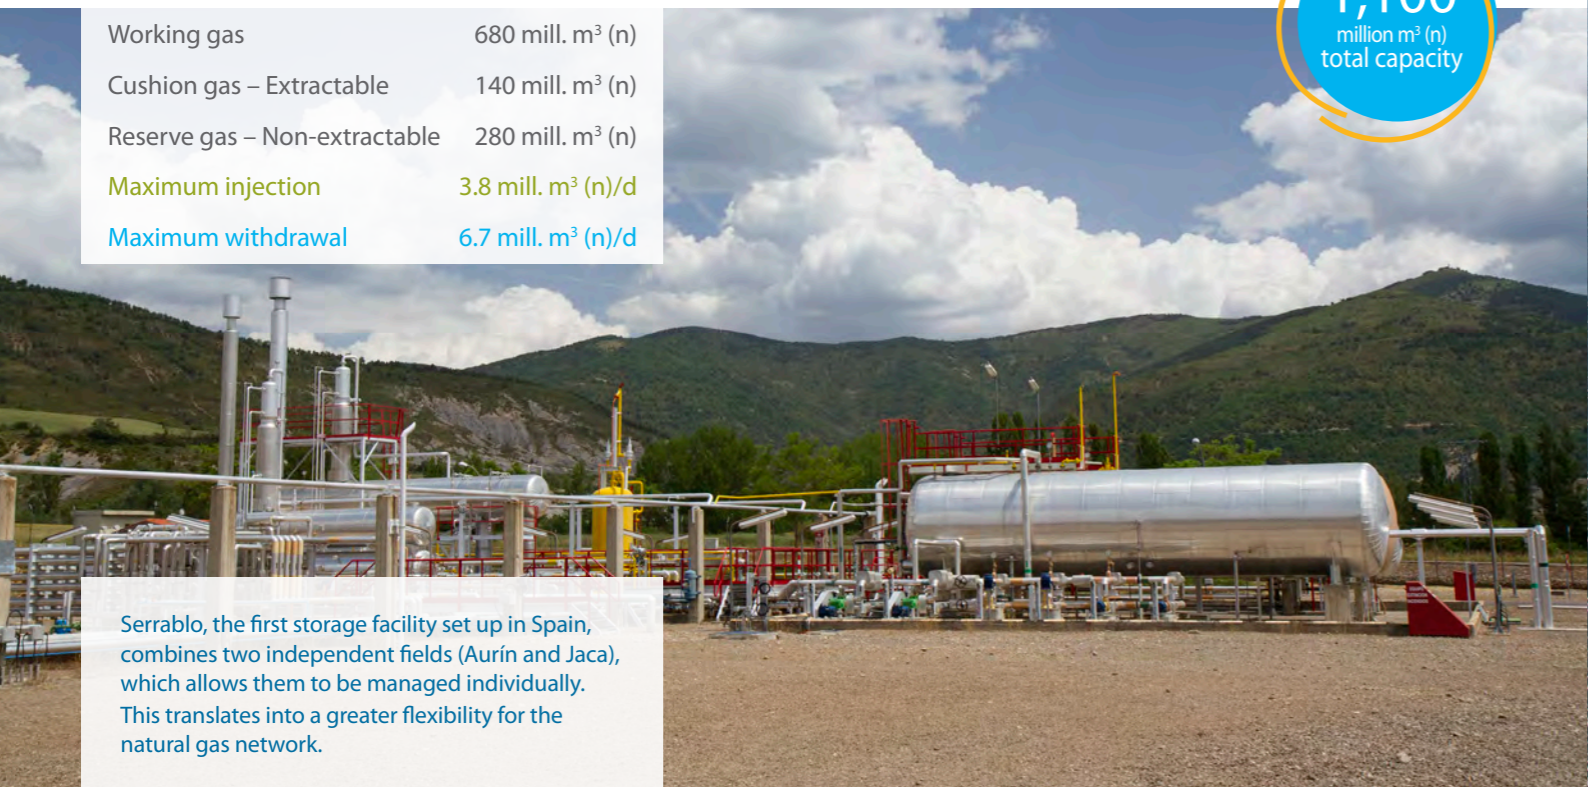 1,100
million m³ (n)
total capacity
Working gas 680 mill. m³ (n)
Cushion gas – Extractable 140 mill. m³ (n)
Reserve gas – Non-extractable 280 mill. m³ (n)
Maximum injection 3.8 mill. m³ (n)/d
Maximum withdrawal 6.7 mill. m³ (n)/d
Serrablo, the first storage facility set up in Spain,
combines two independent fields (Aurín and Jaca),
which allows them to be managed individually.
This translates into a greater flexibility for the
natural gas network.